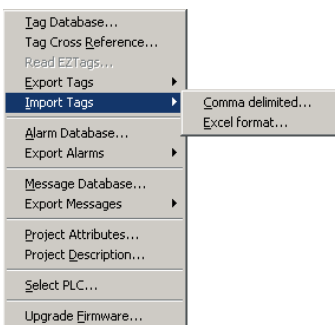 Tag Database...
Tag Cross Reference...
Read EZTags...
Export Tags
Import Tags
Comma delimited...
Excel format...
Alarm Database...
Export Alarms
Message Database...
Export Messages
Project Attributes...
Project Description...
Select PLC...
Upgrade Firmware...